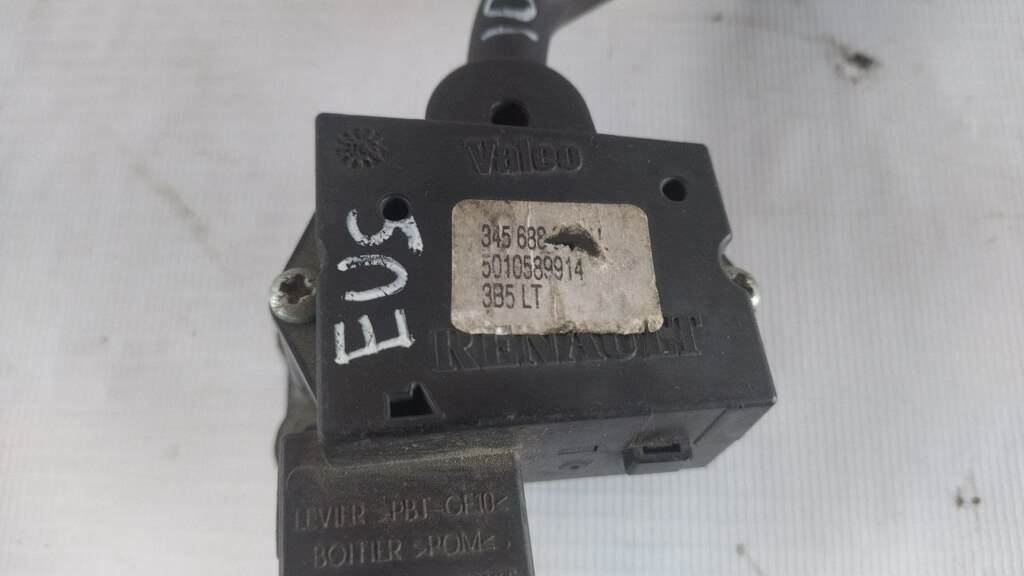 Valeo
345 688
5010589914
3B5 LT
RENAULT
EUS
LEVIER >PBT-GF10<
BOITIER >POM<